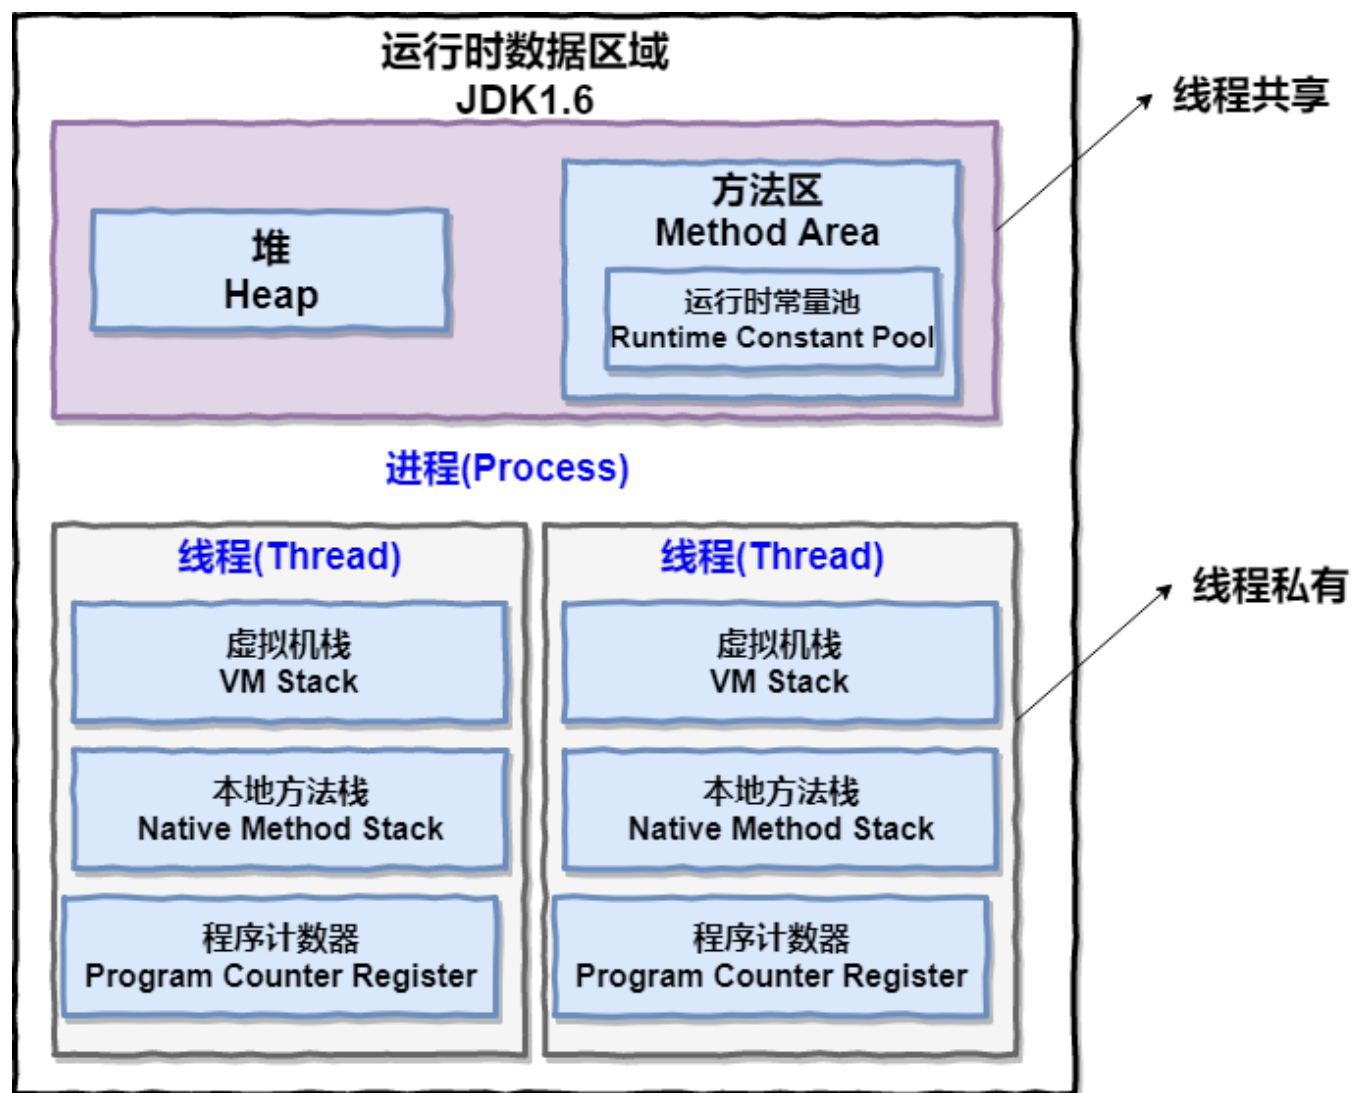 运行时数据区域
JDK1.6
线程共享
堆
Heap
方法区
Method Area
运行时常量池
Runtime Constant Pool
进程(Process)
线程(Thread)
虚拟机栈
VM Stack
本地方法栈
Native Method Stack
程序计数器
Program Counter Register
线程(Thread)
虚拟机栈
VM Stack
本地方法栈
Native Method Stack
程序计数器
Program Counter Register
线程私有